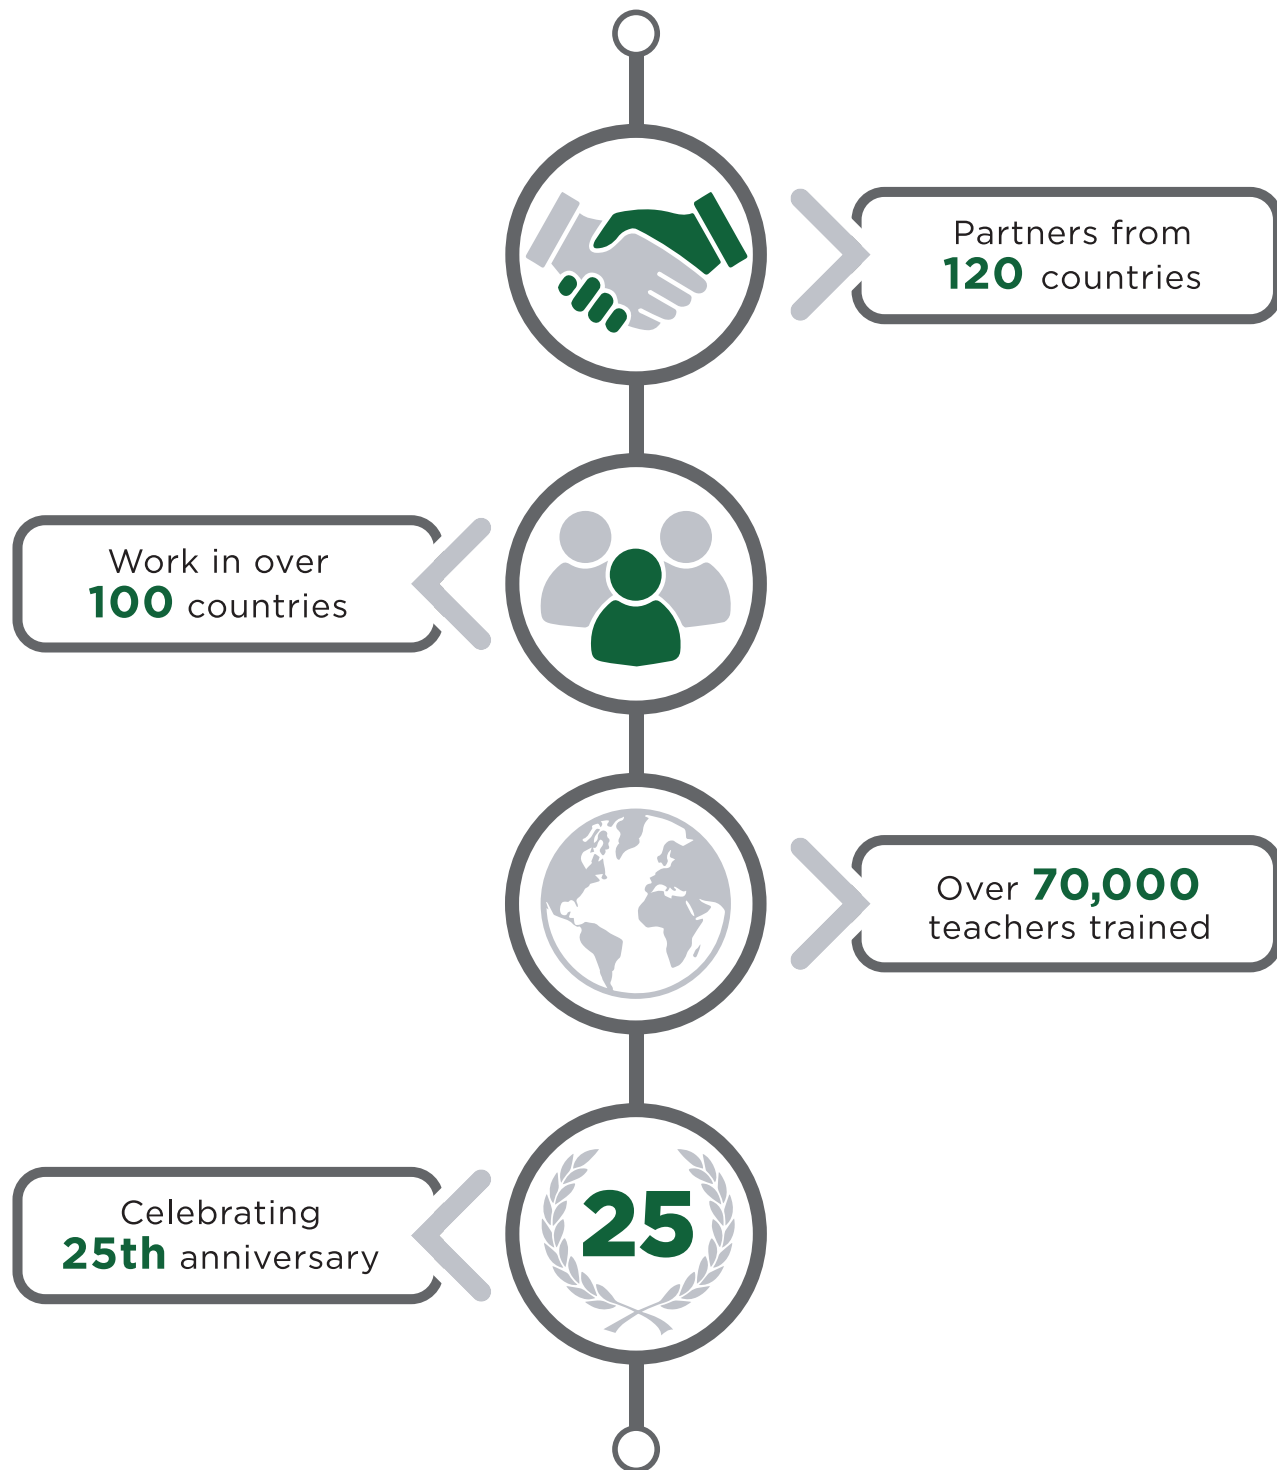 Partners from
120 countries
Work in over
100 countries
Over 70,000
teachers trained
25
Celebrating
25th anniversary